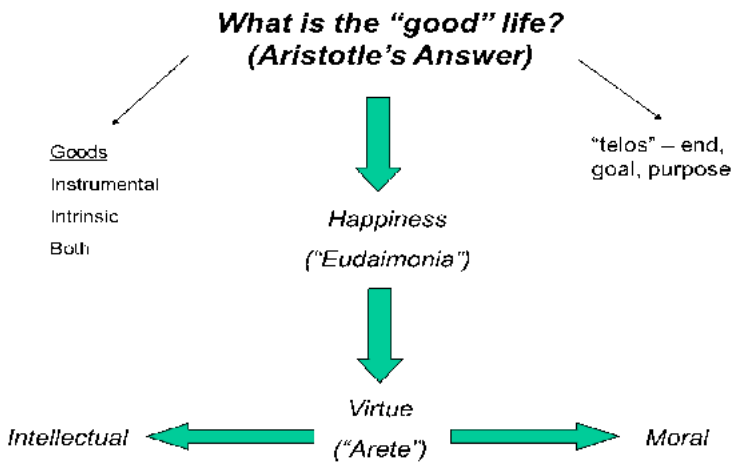 What is the “good” life?
(Aristotle’s Answer)
Goods
Instrumental
Intrinsic
Both
“telos” – end,
goal, purpose
Happiness
(“Eudaimonia”)
Virtue
(“Arete”)
Intellectual
Moral